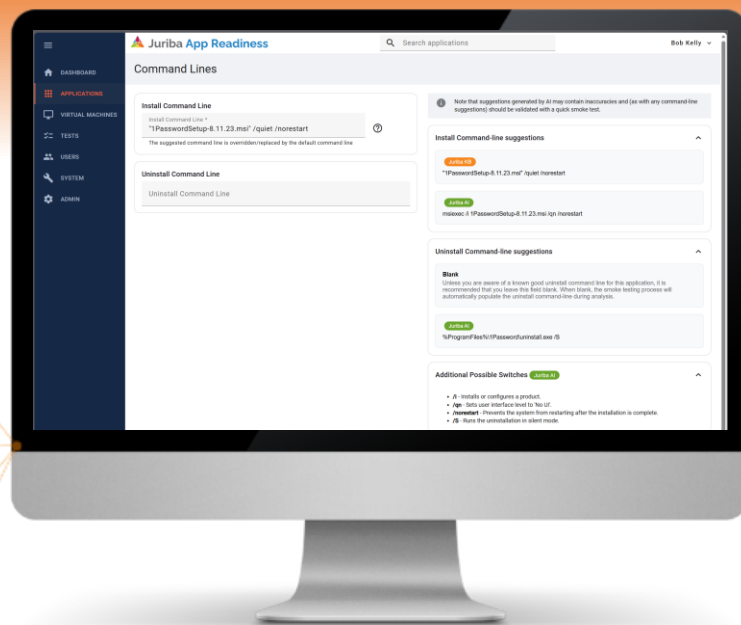 Juriba App Readiness
Search applications
Bob Kelly
DASHBOARD
APPLICATIONS
VIRTUAL MACHINES
TESTS
USERS
SYSTEM
ADMIN
Command Lines
Install Command Line
Install Command Line *
"1PasswordSetup-8.11.23.msi" /quiet /norestart
The suggested command line is overridden/replaced by the default command line
Uninstall Command Line
Uninstall Command Line
Note that suggestions generated by AI may contain inaccuracies and (as with any command-line
suggestions) should be validated with a quick smoke test.
Install Command-line suggestions
Juriba KB
"1PasswordSetup-8.11.23.msi" /quiet /norestart
Juriba AI
msiexec /i 1PasswordSetup-8.11.23.msi /qn /norestart
Uninstall Command-line suggestions
Blank
Unless you are aware of a known good uninstall command line for this application, it is
recommended that you leave this field blank. When blank, the smoke testing process will
automatically populate the uninstall command-line during analysis.
Juriba AI
%ProgramFiles%\1Password\uninstall.exe /S
Additional Possible Switches Juriba AI
• /i - Installs or configures a product.
• /qn - Sets user interface level to 'No UI'.
• /norestart - Prevents the system from restarting after the installation is complete.
• /S - Runs the uninstallation in silent mode.